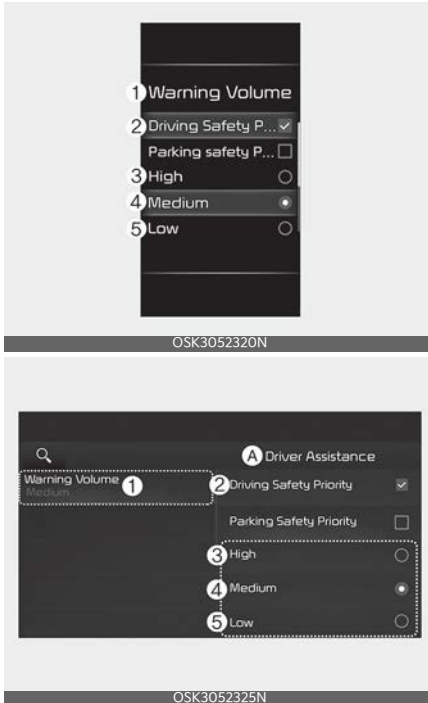 1 Warning Volume
2 Driving Safety P...
Parking safety P...
3 High
4 Medium
5 Low
OSK3052320N
A Driver Assistance
Warning Volume 1
Medium
2 Driving Safety Priority
Parking Safety Priority
3 High
4 Medium
5 Low
OSK3052325N